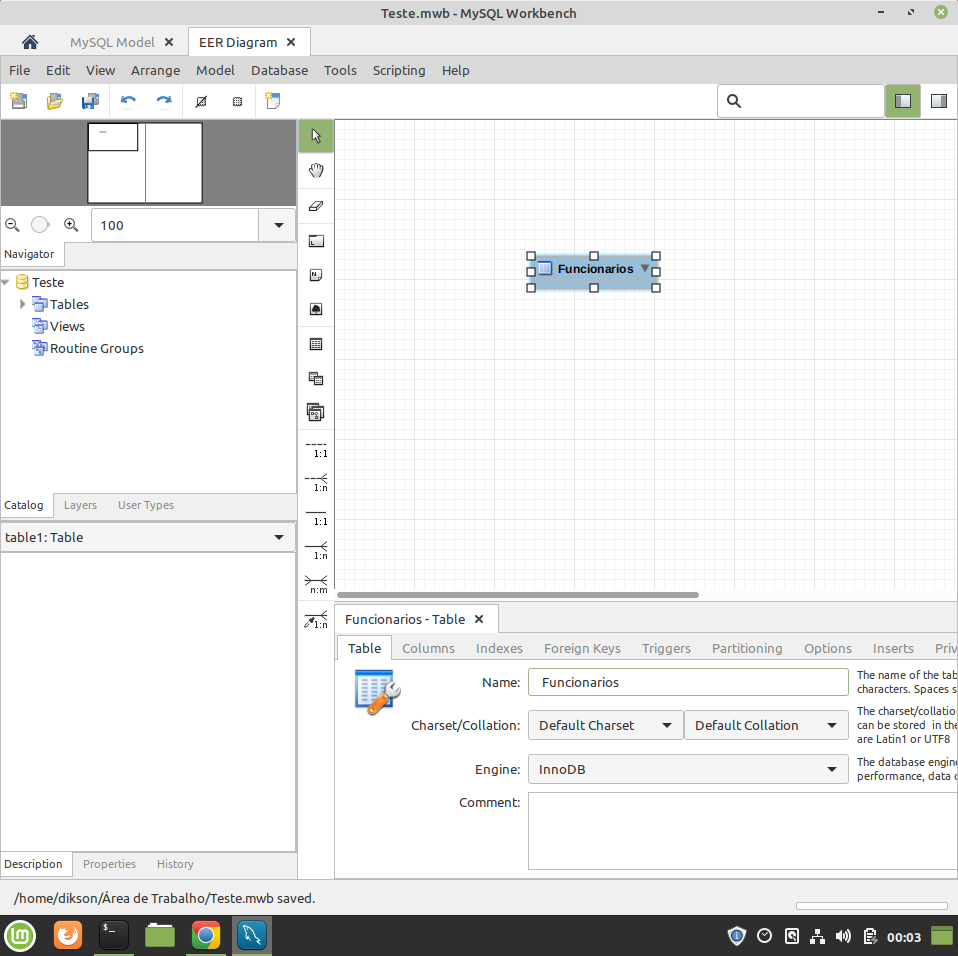 Teste.mwb - MySQL Workbench
MySQL Model
EER Diagram
File Edit View Arrange Model Database Tools Scripting Help
100
Navigator
Teste
Tables
Views
Routine Groups
Catalog Layers User Types
table1: Table
Description Properties History
1:1
1:n
1:1
1:n
n:m
1:n
Funcionarios
Funcionarios - Table
Table Columns Indexes Foreign Keys Triggers Partitioning Options Inserts Priv
Name: Funcionarios
The name of the tab
characters. Spaces s
Charset/Collation: Default Charset Default Collation
The charset/collatio
can be stored in the
are Latin1 or UTF8
Engine: InnoDB
The database engin
performance, data
Comment:
/home/dikson/Área de Trabalho/Teste.mwb saved.
00:03